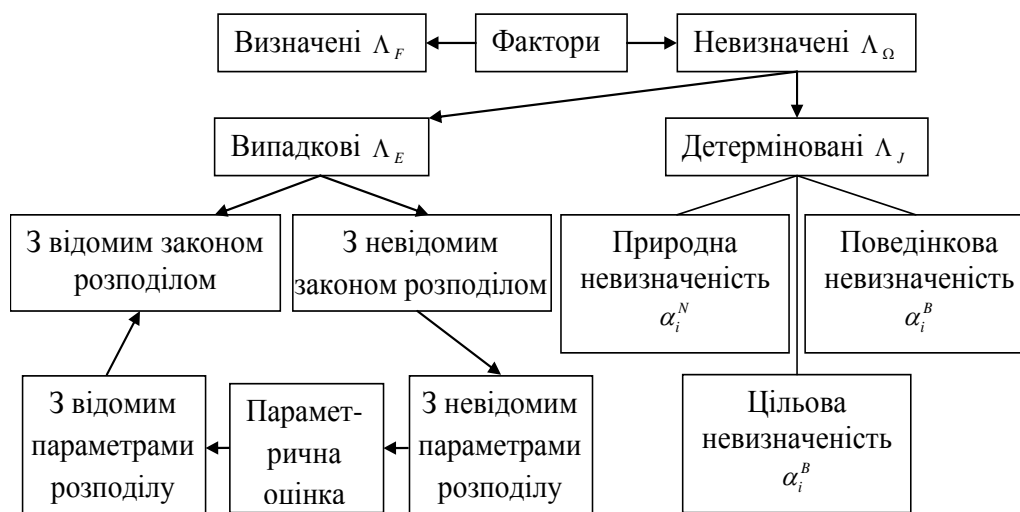 Визначені Λ_F
Фактори
Невизначені Λ_Ω
Випадкові Λ_E
Детерміновані Λ_J
З відомим законом
розподілом
З невідомим
законом розподілом
Природна
невизначеність
α_i^N
Поведінкова
невизначеність
α_i^B
З відомим
параметрами
розподілу
Парамет-
рична
оцінка
З невідомим
параметрами
розподілу
Цільова
невизначеність
α_i^B